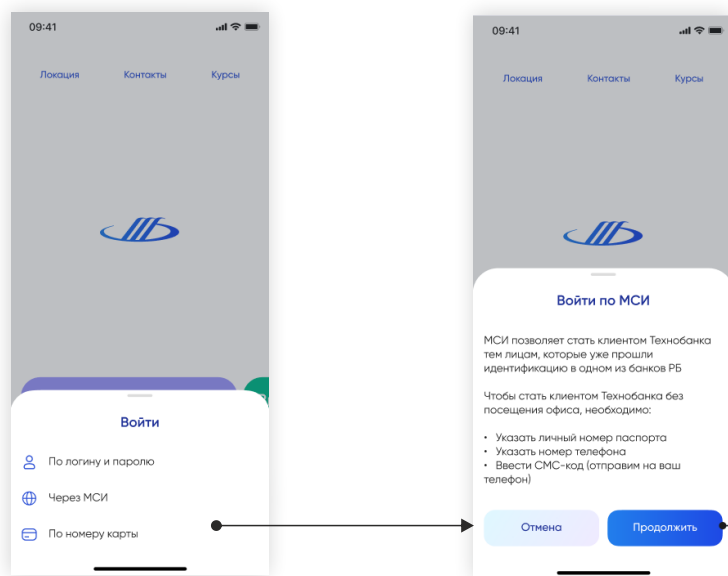 09:41
Локация Контакты Курсы
Войти
По логину и паролю
Через МСИ
По номеру карты
09:41
Локация Контакты Курсы
Войти по МСИ
МСИ позволяет стать клиентом Технобанка
тем лицам, которые уже прошли
идентификацию в одном из банков РБ
Чтобы стать клиентом Технобанка без
посещения офиса, необходимо:
• Указать личный номер паспорта
• Указать номер телефона
• Ввести СМС-код (отправим на ваш
телефон)
Отмена Продолжить